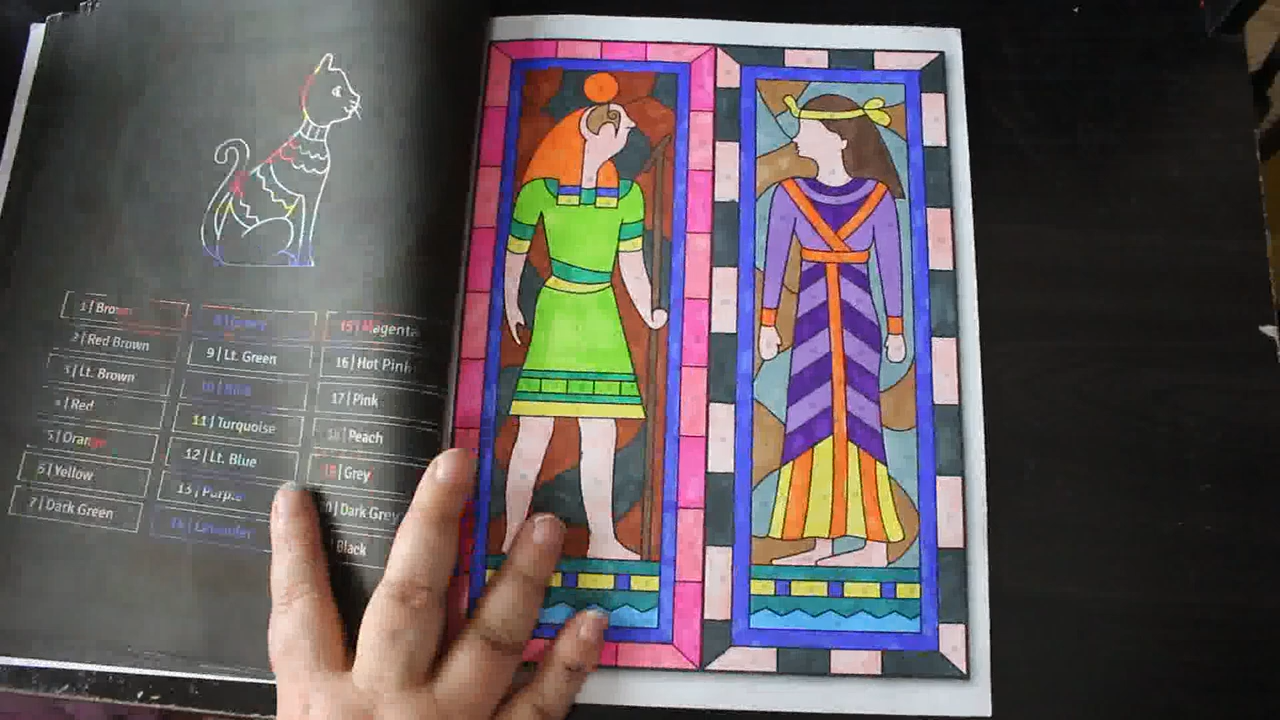 1 | Brown
2 | Red Brown
3 | Lt. Brown
4 | Red
5 | Orange
6 | Yellow
7 | Dark Green
8 | Green
9 | Lt. Green
10 | Blue
11 | Turquoise
12 | Lt. Blue
13 | Purple
14 | Lavender
15 | Magenta
16 | Hot Pink
17 | Pink
18 | Peach
19 | Grey
Dark Grey
Black